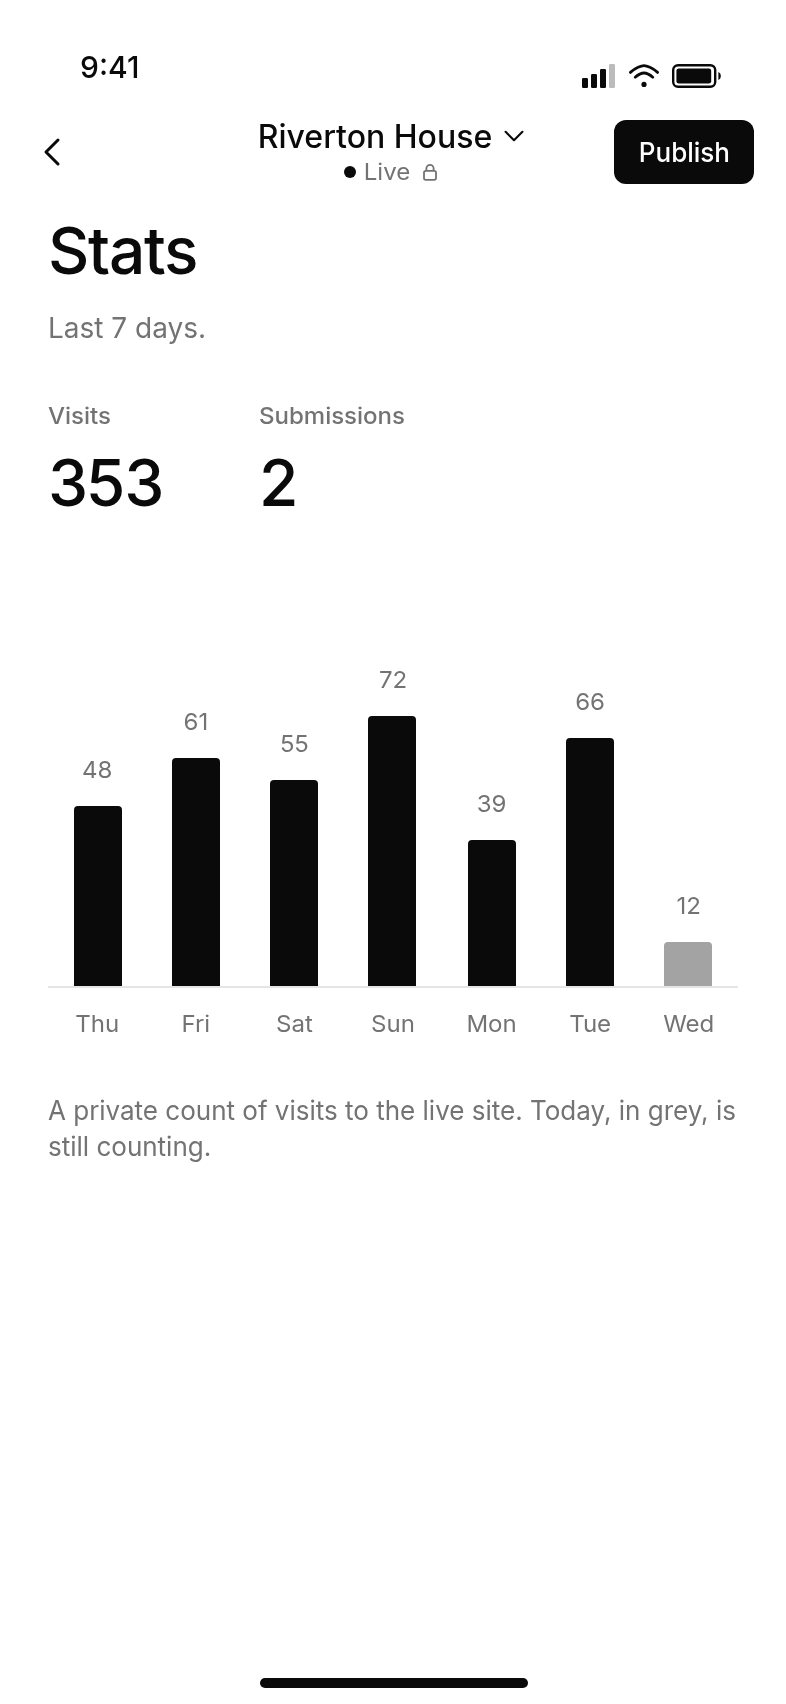 9:41
Riverton House
Live
Publish
Stats
Last 7 days.
Visits
Submissions
353
2
72
66
61
55
48
39
12
Thu
Fri
Sat
Sun
Mon
Tue
Wed
A private count of visits to the live site. Today, in grey, is
still counting.